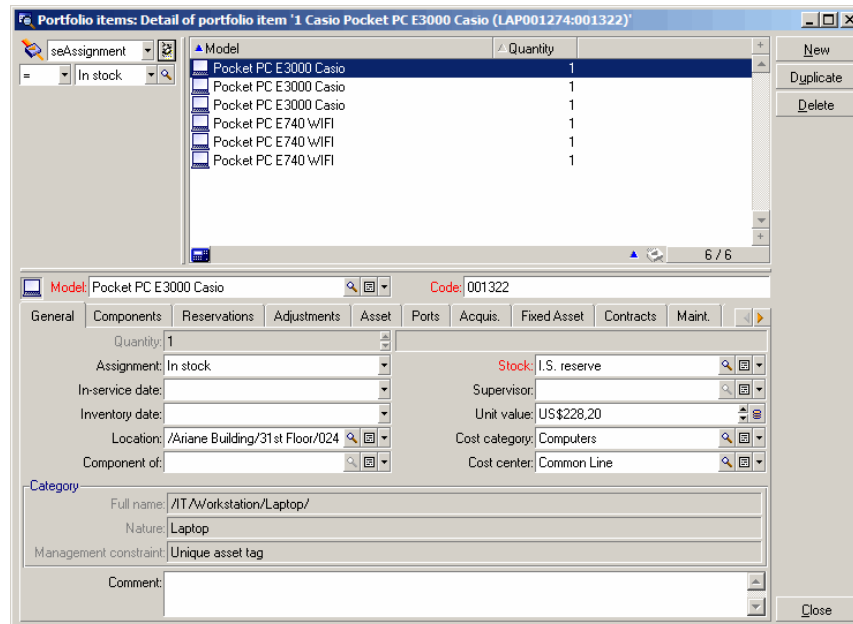 Portfolio items: Detail of portfolio item '1 Casio Pocket PC E3000 Casio (LAP001274:001322)'
seAssignment
= In stock
Model Quantity
Pocket PC E3000 Casio 1
Pocket PC E3000 Casio 1
Pocket PC E3000 Casio 1
Pocket PC E740 WIFI 1
Pocket PC E740 WIFI 1
Pocket PC E740 WIFI 1
6 / 6
New
Duplicate
Delete
Model: Pocket PC E3000 Casio Code: 001322
General Components Reservations Adjustments Asset Ports Acquis. Fixed Asset Contracts Maint.
Quantity: 1
Assignment: In stock Stock: I.S. reserve
In-service date: Supervisor:
Inventory date: Unit value: US$228,20
Location: /Ariane Building/31st Floor/024 Cost category: Computers
Component of: Cost center: Common Line
Category
Full name: /IT/Workstation/Laptop/
Nature: Laptop
Management constraint: Unique asset tag
Comment:
Close